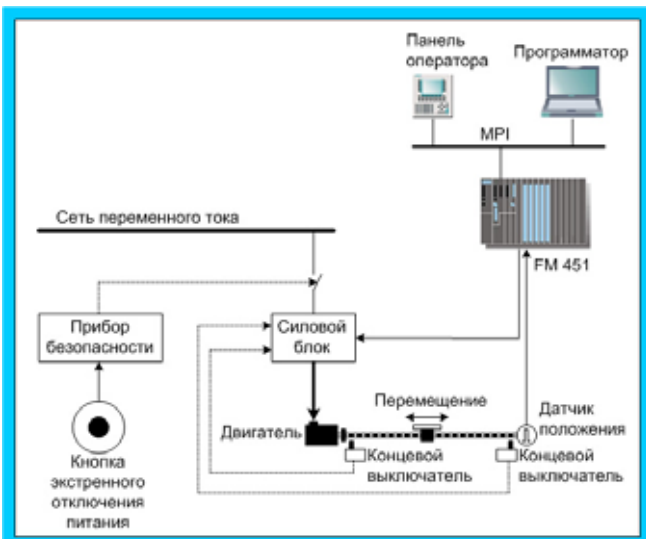 Панель
оператора
Программатор
MPI
FM 451
Сеть переменного тока
Прибор
безопасности
Силовой
блок
Перемещение
Двигатель
Датчик
положения
Концевой
выключатель
Концевой
выключатель
Кнопка
экстренного
отключения
питания